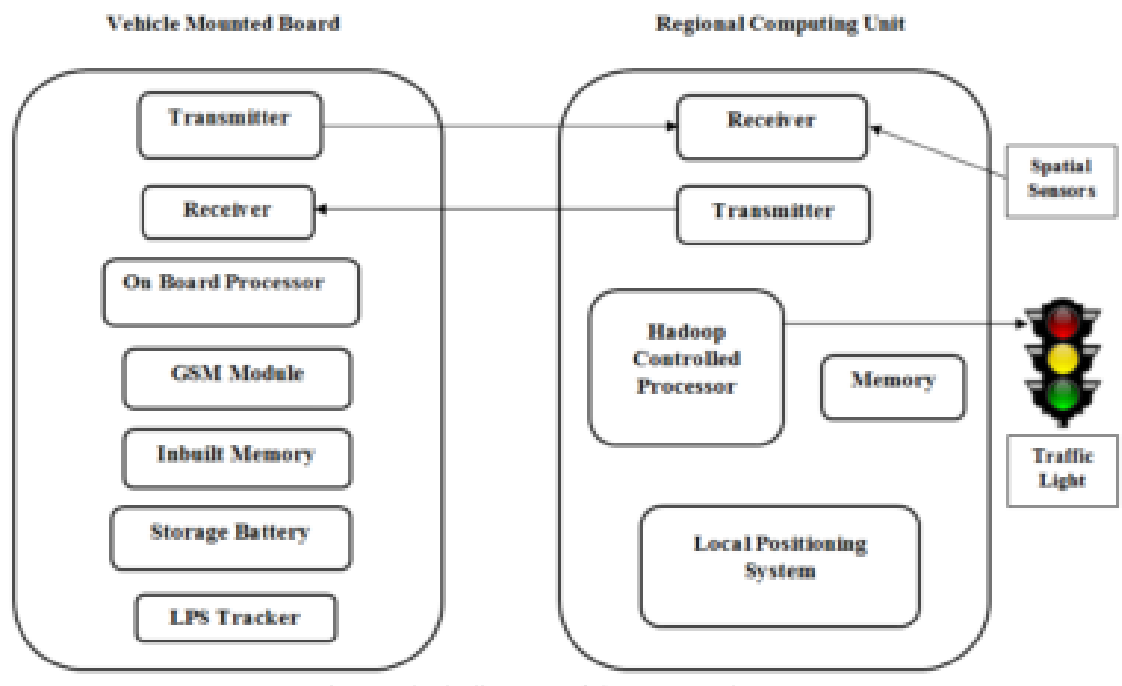 Vehicle Mounted Board
Regional Computing Unit
Transmitter
Receiver
On Board Processor
GSM Module
Inbuilt Memory
Storage Battery
LPS Tracker
Receiver
Transmitter
Hadoop
Controlled
Processor
Memory
Local Positioning
System
Spatial
Sensors
Traffic
Light